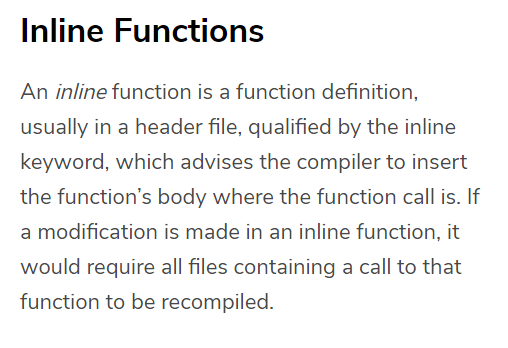 Inline Functions
An inline function is a function definition,
usually in a header file, qualified by the inline
keyword, which advises the compiler to insert
the function’s body where the function call is. If
a modification is made in an inline function, it
would require all files containing a call to that
function to be recompiled.